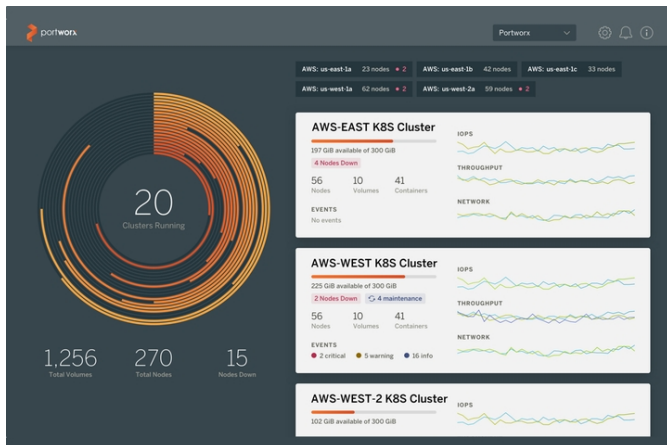 portworx
Portworx
AWS: us-east-1a 23 nodes 2
AWS: us-east-1b 42 nodes
AWS: us-east-1c 33 nodes
AWS: us-west-1a 62 nodes 2
AWS: us-west-2a 59 nodes 2
20
Clusters Running
1,256
Total Volumes
270
Total Nodes
15
Nodes Down
AWS-EAST K8S Cluster
197 GiB available of 300 GiB
4 Nodes Down
56
Nodes
10
Volumes
41
Containers
EVENTS
No events
IOPS
THROUGHPUT
NETWORK
AWS-WEST K8S Cluster
225 GiB available of 300 GiB
2 Nodes Down
4 maintenance
56
Nodes
10
Volumes
41
Containers
EVENTS
2 critical
5 warning
16 info
IOPS
THROUGHPUT
NETWORK
AWS-WEST-2 K8S Cluster
102 GiB available of 300 GiB
IOPS